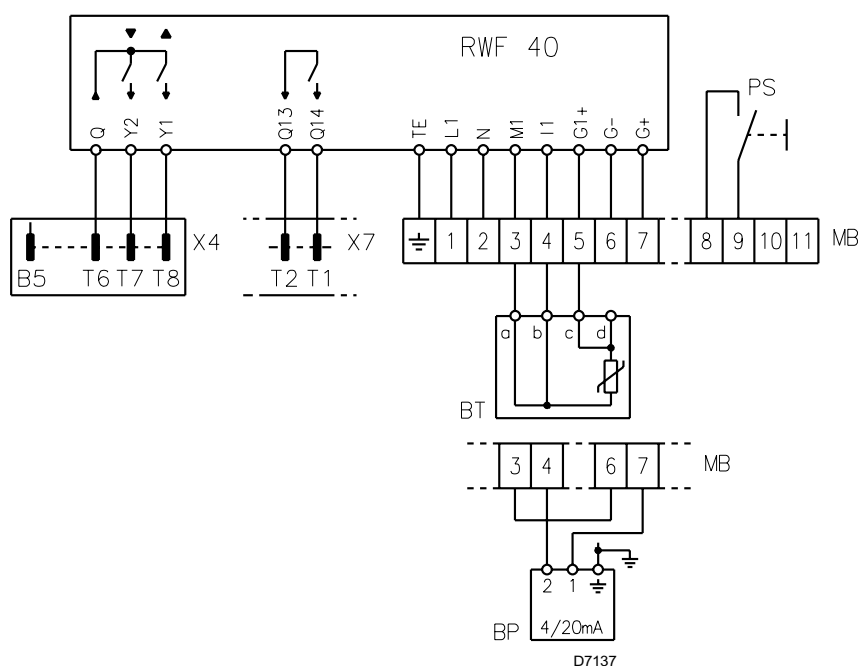 RWF 40
PS
Q Y2 Y1 Q13 Q14 TE L1 N M1 I1 G1+ G- G+
1 2 3 4 5 6 7 8 9 10 11 MB
X4 X7
B5 T6 T7 T8 T2 T1
a b c d
BT
3 4 6 7 MB
2 1
BP 4/20mA
D7137